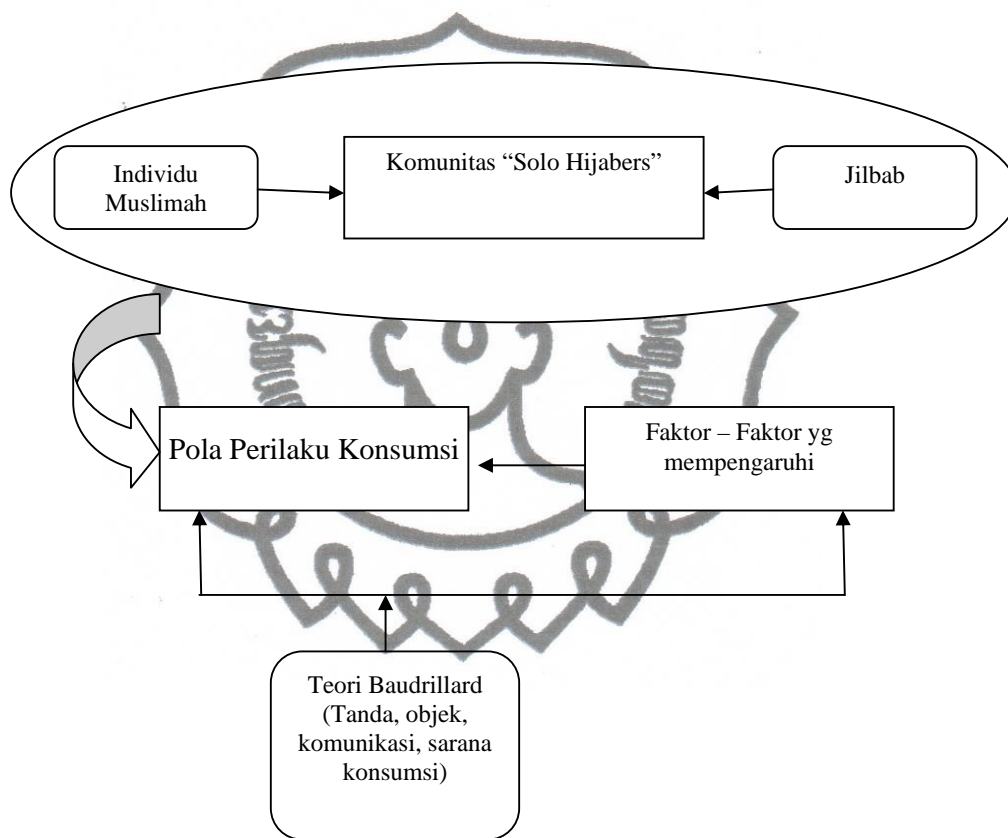 Individu
Muslimah
Komunitas “Solo Hijabers”
Jilbab
Pola Perilaku Konsumsi
Faktor – Faktor yg
mempengaruhi
Teori Baudrillard
(Tanda, objek,
komunikasi, sarana
konsumsi)